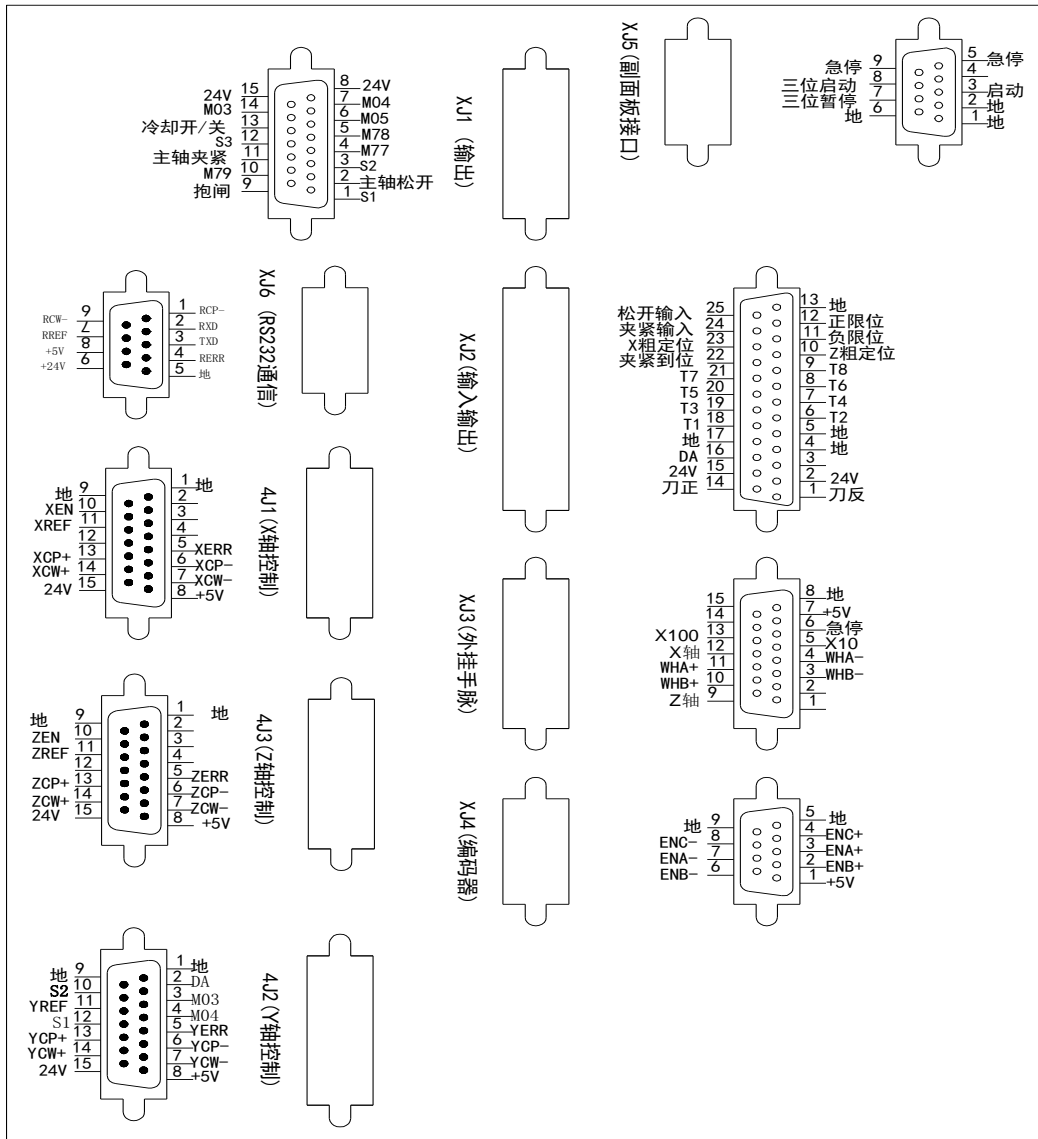 XJ1 (输出)
24V 15
M03 14
冷却开/关 13
S3 12
主轴夹紧 11
M79 10
抱闸 9
8 24V
7 M04
6 M05
5 M78
4 M77
3 S2
2 主轴松开
1 S1
XJ5(副面板接口)
急停 9
三位启动 8
三位暂停 7
地 6
5 急停
4
3 启动
2 地
1 地
XJ6 (RS232通信)
RCW- 9
RREF 7
+5V 8
+24V 6
1 RCP-
2 RXD
3 TXD
4 RERR
5 地
XJ2(输入输出)
松开输入 25
夹紧输入 24
X粗定位 23
夹紧到位 22
T7 21
T5 20
T3 19
T1 18
地 17
DA 16
24V 15
刀正 14
13 地
12 正限位
11 负限位
10 Z粗定位
9 T8
8 T6
7 T4
6 T2
5 地
4 地
3
2 24V
1 刀反
4J1(X轴控制)
地 9
XEN 10
XREF 11
12
XCP+ 13
XCW+ 14
24V 15
1 地
2
3
4
5 XERR
6 XCP-
7 XCW-
8 +5V
XJ3(外挂手脉)
15
14
X100 13
X轴 12
WHA+ 11
WHB+ 10
Z轴 9
8 地
7 +5V
6 急停
5 X10
4 WHA-
3 WHB-
2
1
4J3(Z轴控制)
地 9
ZEN 10
ZREF 11
12
ZCP+ 13
ZCW+ 14
24V 15
1 地
2
3
4
5 ZERR
6 ZCP-
7 ZCW-
8 +5V
XJ4(编码器)
地 9
ENC- 8
ENA- 7
ENB- 6
5 地
4 ENC+
3 ENA+
2 ENB+
1 +5V
4J2(Y轴控制)
地 9
S2 10
YREF 11
S1 12
YCP+ 13
YCW+ 14
24V 15
1 地
2 DA
3 M03
4 M04
5 YERR
6 YCP-
7 YCW-
8 +5V